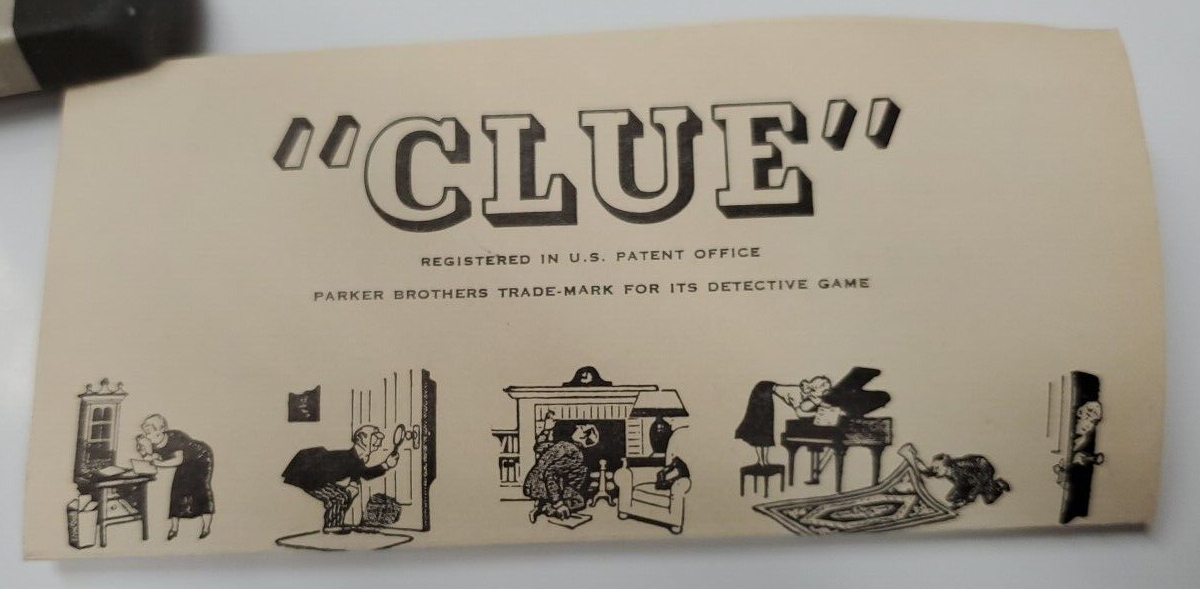 "CLUE"
REGISTERED IN U.S. PATENT OFFICE
PARKER BROTHERS TRADE-MARK FOR ITS DETECTIVE GAME